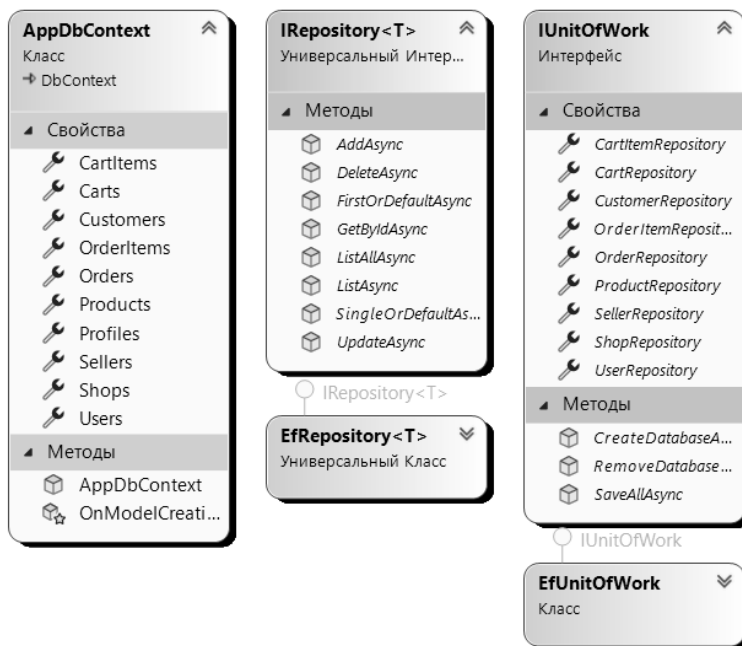 AppDbContext
Класс
DbContext
Свойства
CartItems
Carts
Customers
OrderItems
Orders
Products
Profiles
Sellers
Shops
Users
Методы
AppDbContext
OnModelCreati...
IRepository<T>
Универсальный Интер...
Методы
AddAsync
DeleteAsync
FirstOrDefaultAsync
GetByIdAsync
ListAllAsync
ListAsync
SingleOrDefaultAs...
UpdateAsync
IRepository<T>
EfRepository<T>
Универсальный Класс
IUnitOfWork
Интерфейс
Свойства
CartItemRepository
CartRepository
CustomerRepository
OrderItemReposit...
OrderRepository
ProductRepository
SellerRepository
ShopRepository
UserRepository
Методы
CreateDatabaseA...
RemoveDatabase...
SaveAllAsync
IUnitOfWork
EfUnitOfWork
Класс